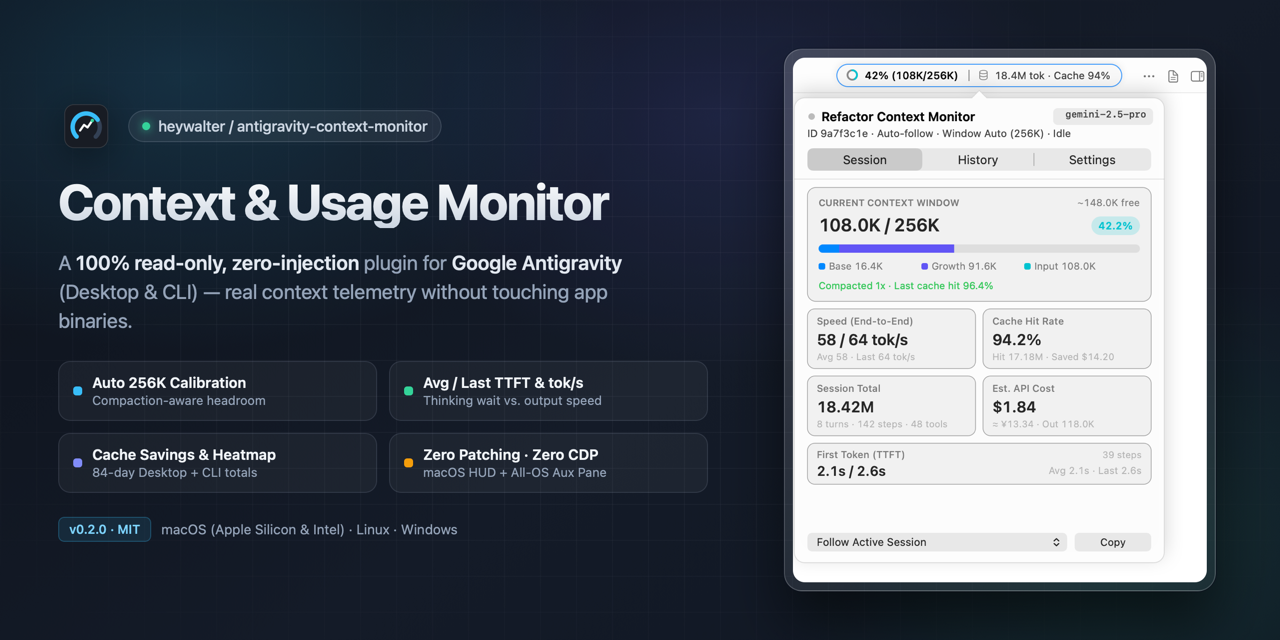 heywalter / antigravity-context-monitor
Context & Usage Monitor
A 100% read-only, zero-injection plugin for Google Antigravity
(Desktop & CLI) — real context telemetry without touching app
binaries.
Auto 256K Calibration
Compaction-aware headroom
Avg / Last TTFT & tok/s
Thinking wait vs. output speed
Cache Savings & Heatmap
84-day Desktop + CLI totals
Zero Patching · Zero CDP
macOS HUD + All-OS Aux Pane
v0.2.0 · MIT
macOS (Apple Silicon & Intel) · Linux · Windows
42% (108K/256K) | 18.4M tok · Cache 94%
Refactor Context Monitor
gemini-2.5-pro
ID 9a7f3c1e · Auto-follow · Window Auto (256K) · Idle
Session
History
Settings
CURRENT CONTEXT WINDOW
~148.0K free
108.0K / 256K
42.2%
Base 16.4K
Growth 91.6K
Input 108.0K
Compacted 1x · Last cache hit 96.4%
Speed (End-to-End)
58 / 64 tok/s
Avg 58 · Last 64 tok/s
Cache Hit Rate
94.2%
Hit 17.18M · Saved $14.20
Session Total
18.42M
8 turns · 142 steps · 48 tools
Est. API Cost
$1.84
≈ ¥13.34 · Out 118.0K
First Token (TTFT)
39 steps
2.1s / 2.6s
Avg 2.1s · Last 2.6s
Follow Active Session
Copy